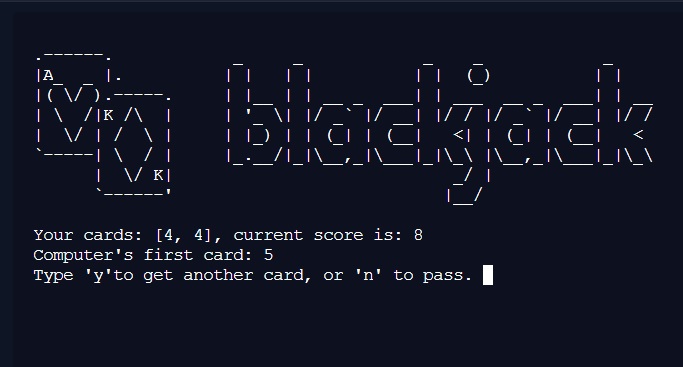 A
K
K
blackjack
Your cards: [4, 4], current score is: 8
Computer's first card: 5
Type 'y'to get another card, or 'n' to pass.